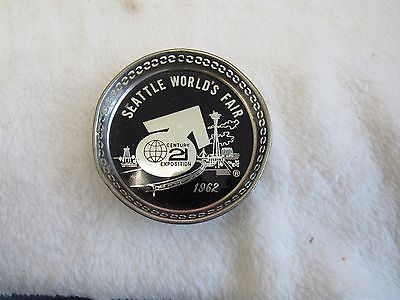 SEATTLE WORLD'S FAIR
CENTURY
21
EXPOSITION
1962
®